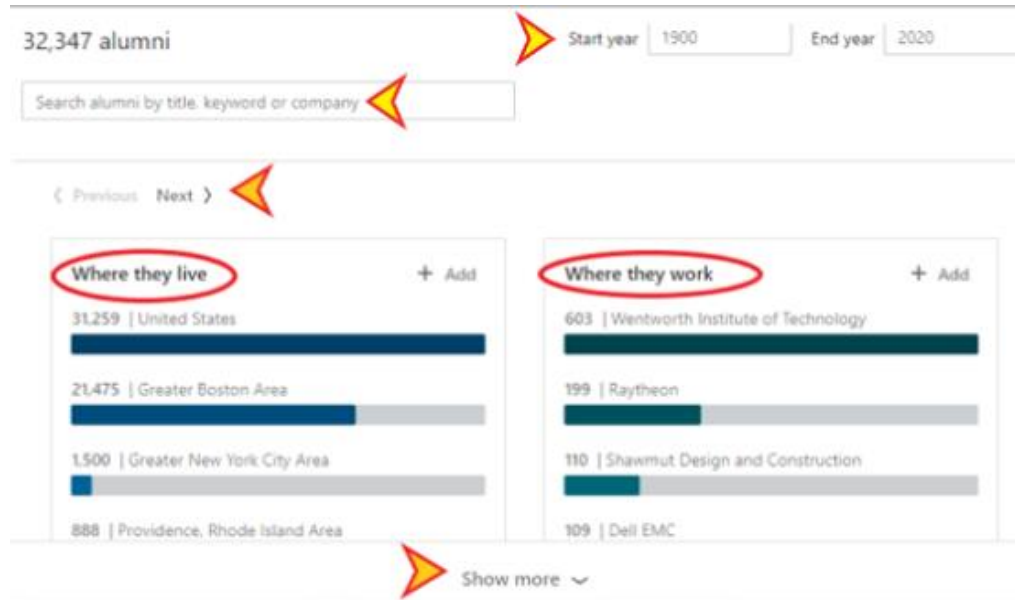 32,347 alumni
Start year 1900 End year 2020
Search alumni by title. keyword or company
Previous Next
Where they live + Add
31,259 | United States
21,475 | Greater Boston Area
1,500 | Greater New York City Area
888 | Providence, Rhode Island Area
Where they work + Add
603 | Wentworth Institute of Technology
199 | Raytheon
110 | Shawmut Design and Construction
109 | Dell EMC
Show more